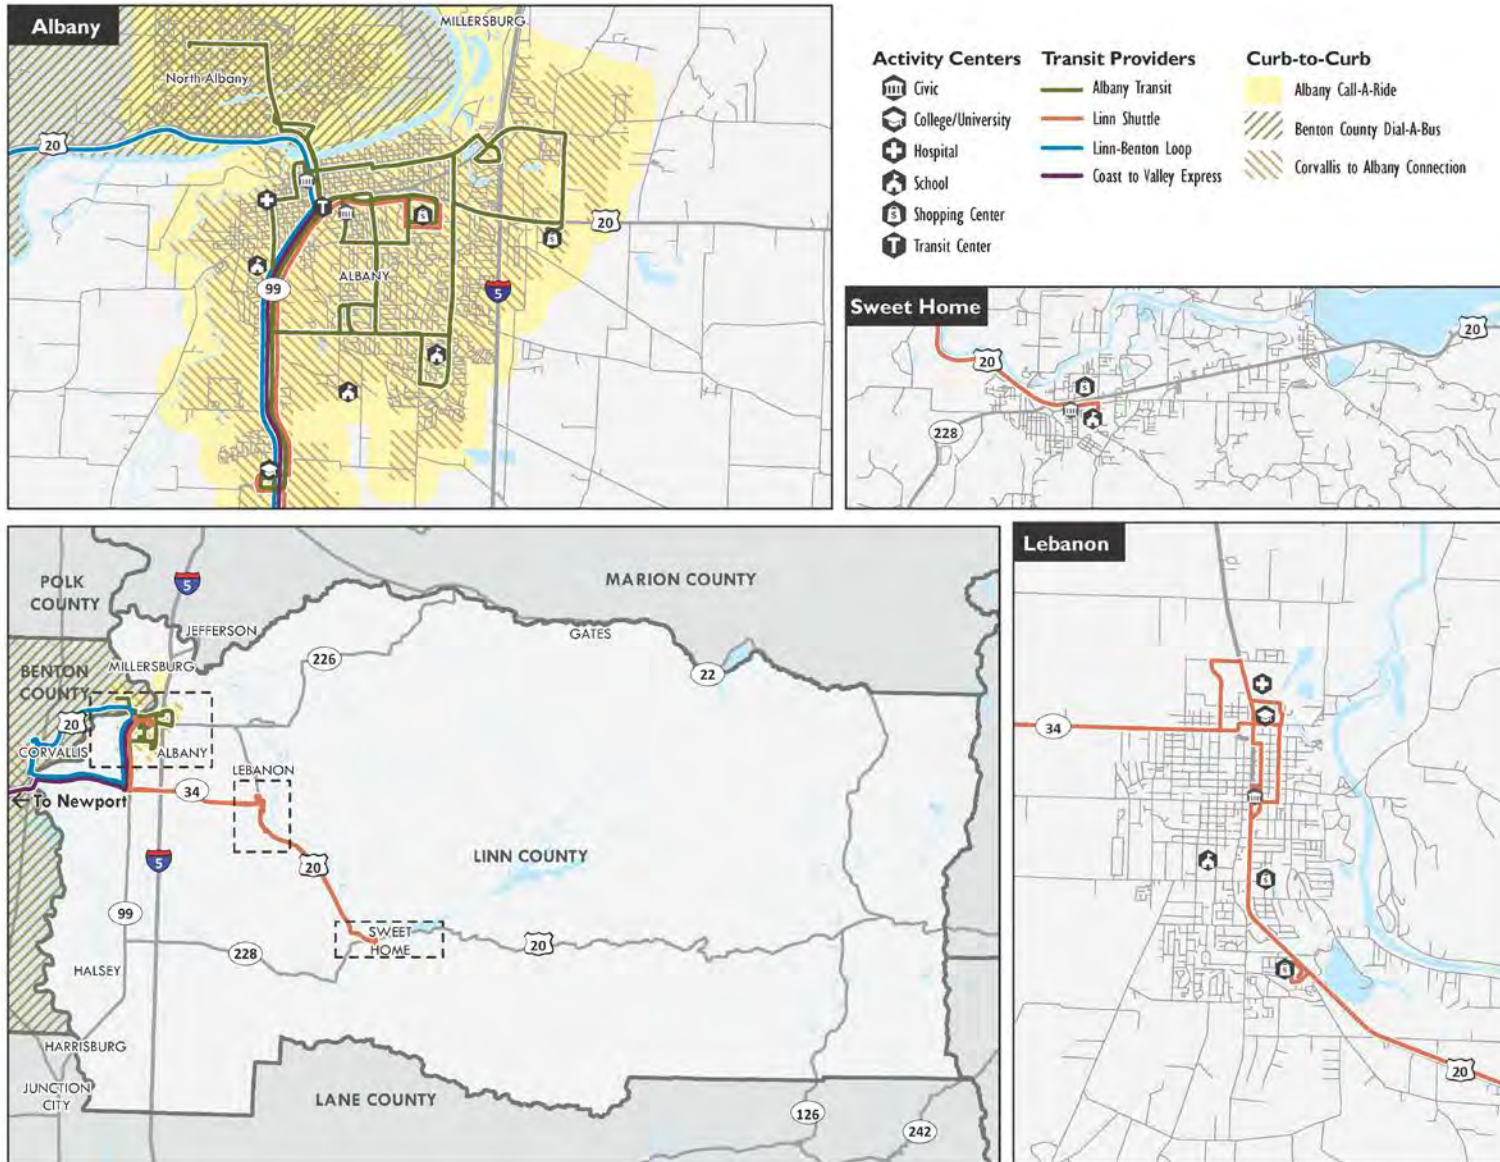 Albany
MILLERSBURG
North Albany
20
20
ALBANY
99
5
T
S
S
Activity Centers
Civic
College/University
Hospital
School
S
Shopping Center
T
Transit Center
Transit Providers
Albany Transit
Linn Shuttle
Linn-Benton Loop
Coast to Valley Express
Curb-to-Curb
Albany Call-A-Ride
Benton County Dial-A-Bus
Corvallis to Albany Connection
Sweet Home
20
20
S
228
POLK
COUNTY
5
MARION COUNTY
JEFFERSON
GATES
MILLERSBURG
226
22
BENTON
COUNTY
20
CORVALLIS
ALBANY
LEBANON
← To Newport
34
5
20
LINN COUNTY
99
SWEET
HOME
228
20
HALSEY
HARRISBURG
JUNCTION
CITY
LANE COUNTY
126
242
Lebanon
34
S
S
20